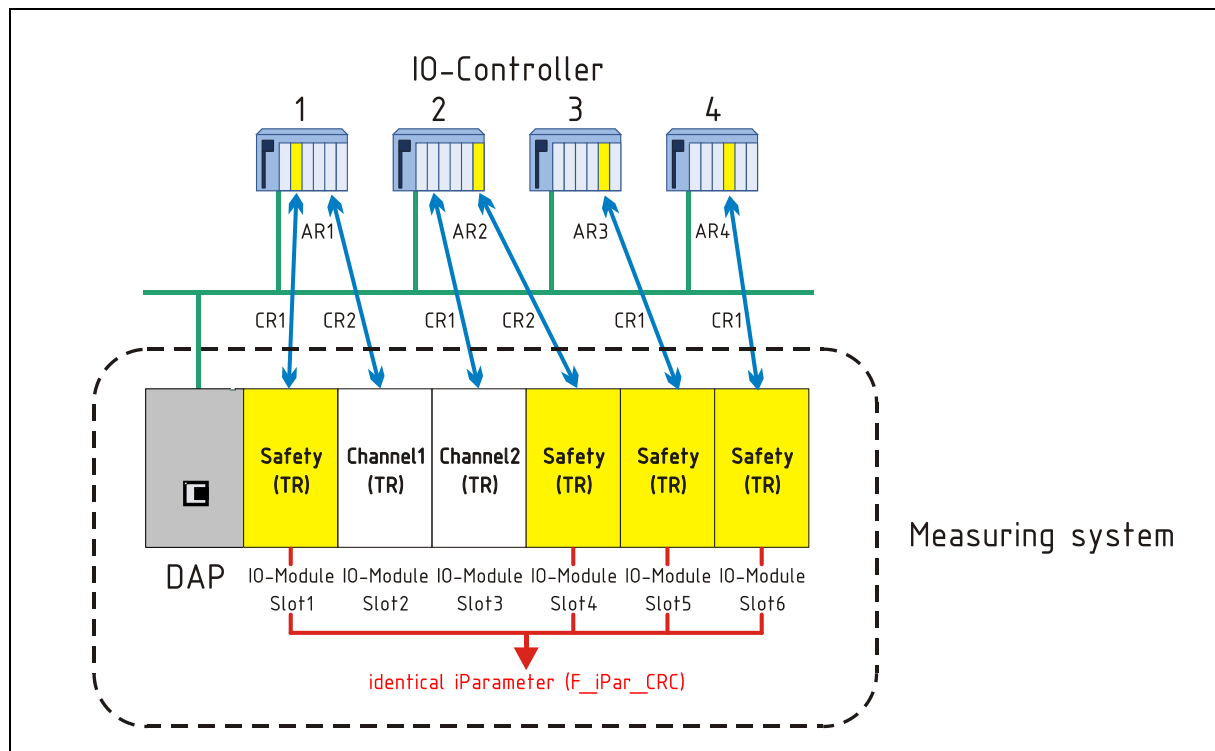 IO-Controller
1 2 3 4
AR1 AR2 AR3 AR4
CR1 CR2 CR1 CR2 CR1 CR1
Safety Channel1 Channel2 Safety Safety Safety
(TR) (TR) (TR) (TR) (TR) (TR)
Measuring system
DAP IO-Module IO-Module IO-Module IO-Module IO-Module IO-Module
Slot1 Slot2 Slot3 Slot4 Slot5 Slot6
identical iParameter (F_iPar_CRC)